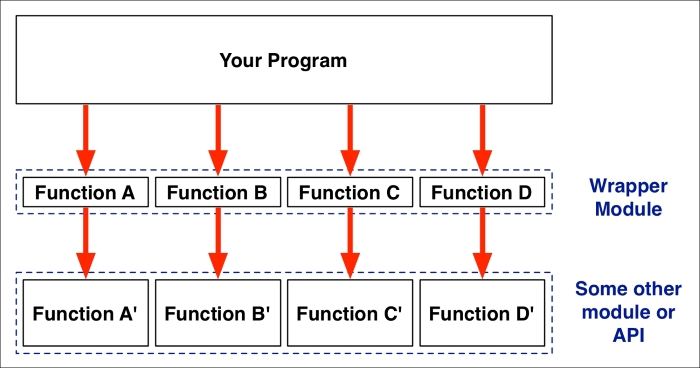 Your Program
Function A
Function B
Function C
Function D
Wrapper
Module
Function A'
Function B'
Function C'
Function D'
Some other
module or
API